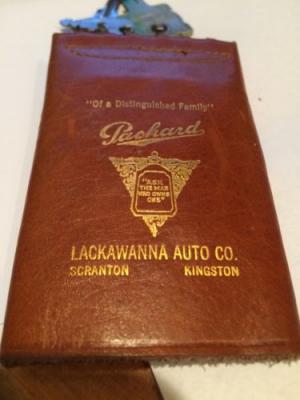 "Of a Distinguished Family"
Packard
"ASK
THE MAN
WHO OWNS
ONE"
LACKAWANNA AUTO CO.
SCRANTON KINGSTON